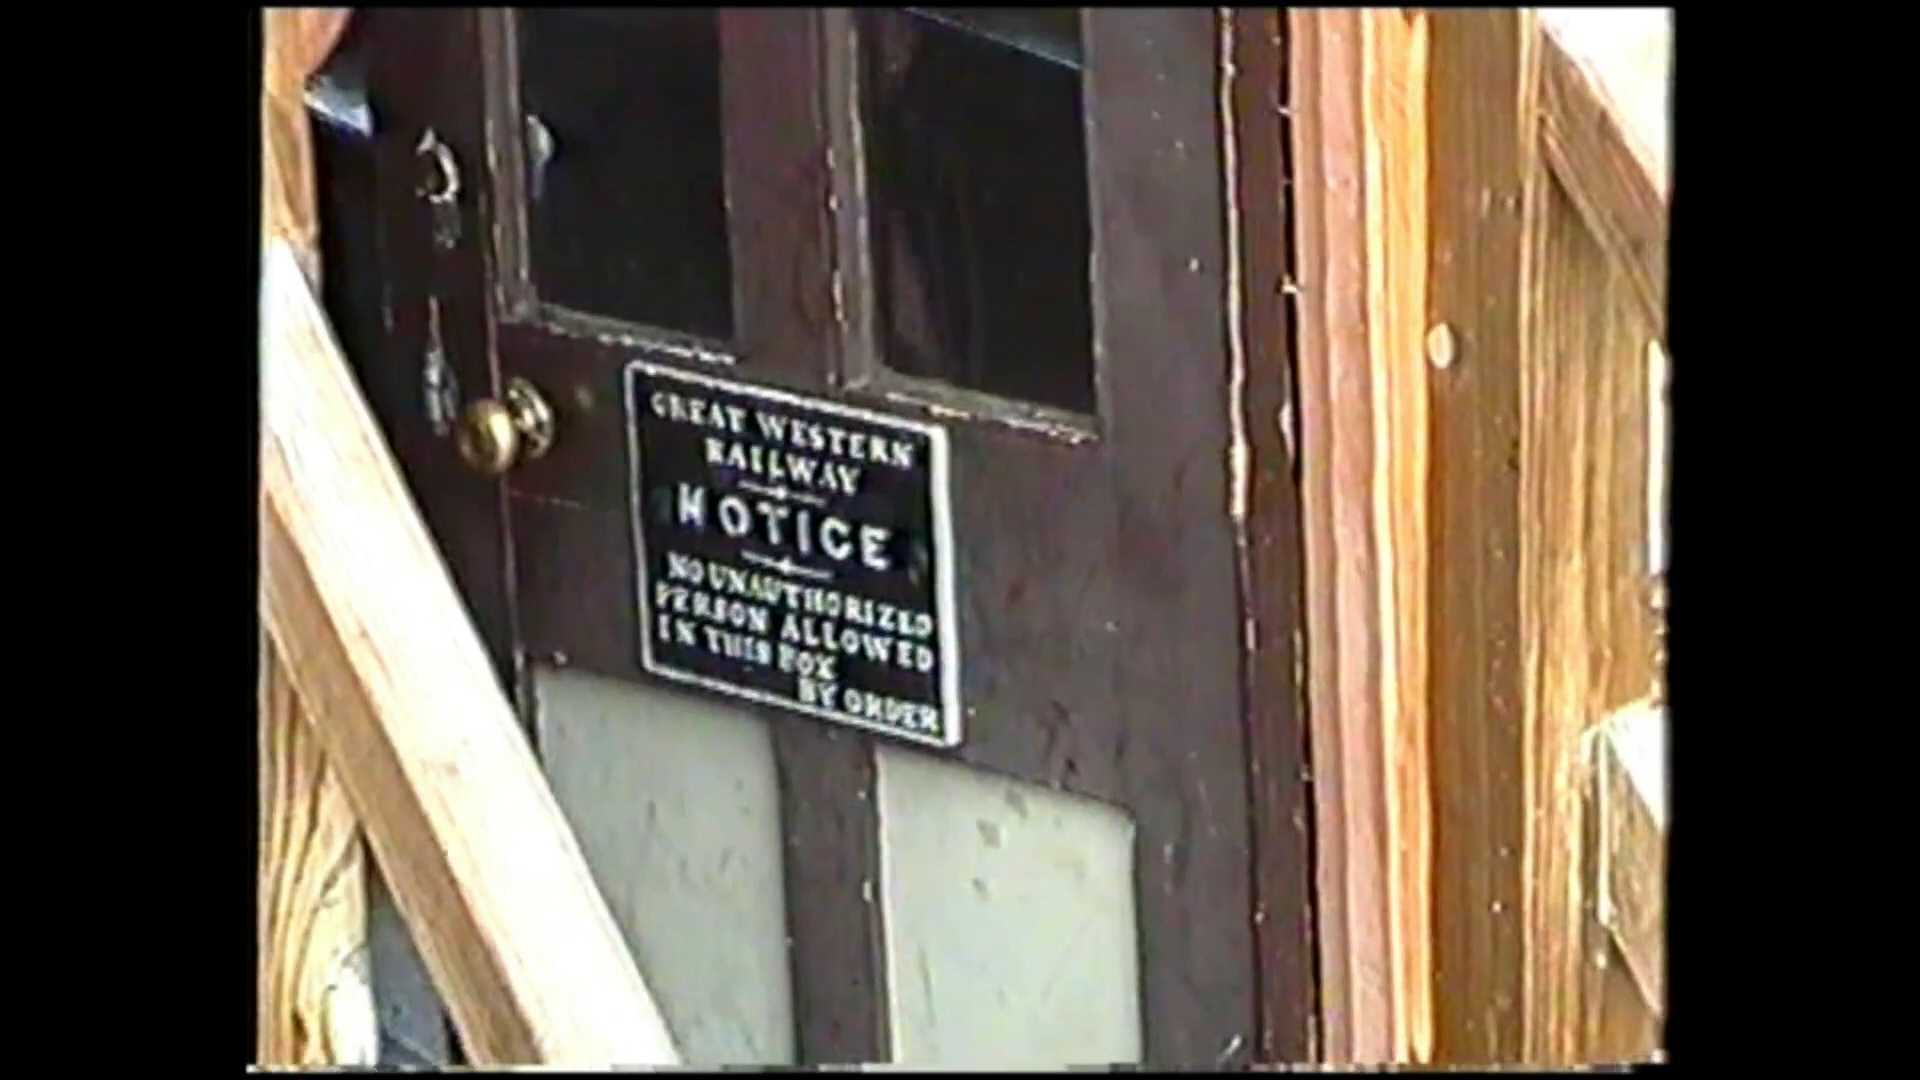 GREAT WESTERN
RAILWAY
NOTICE
NO UNAUTHORIZED
PERSON ALLOWED
IN THIS BOX
BY ORDER